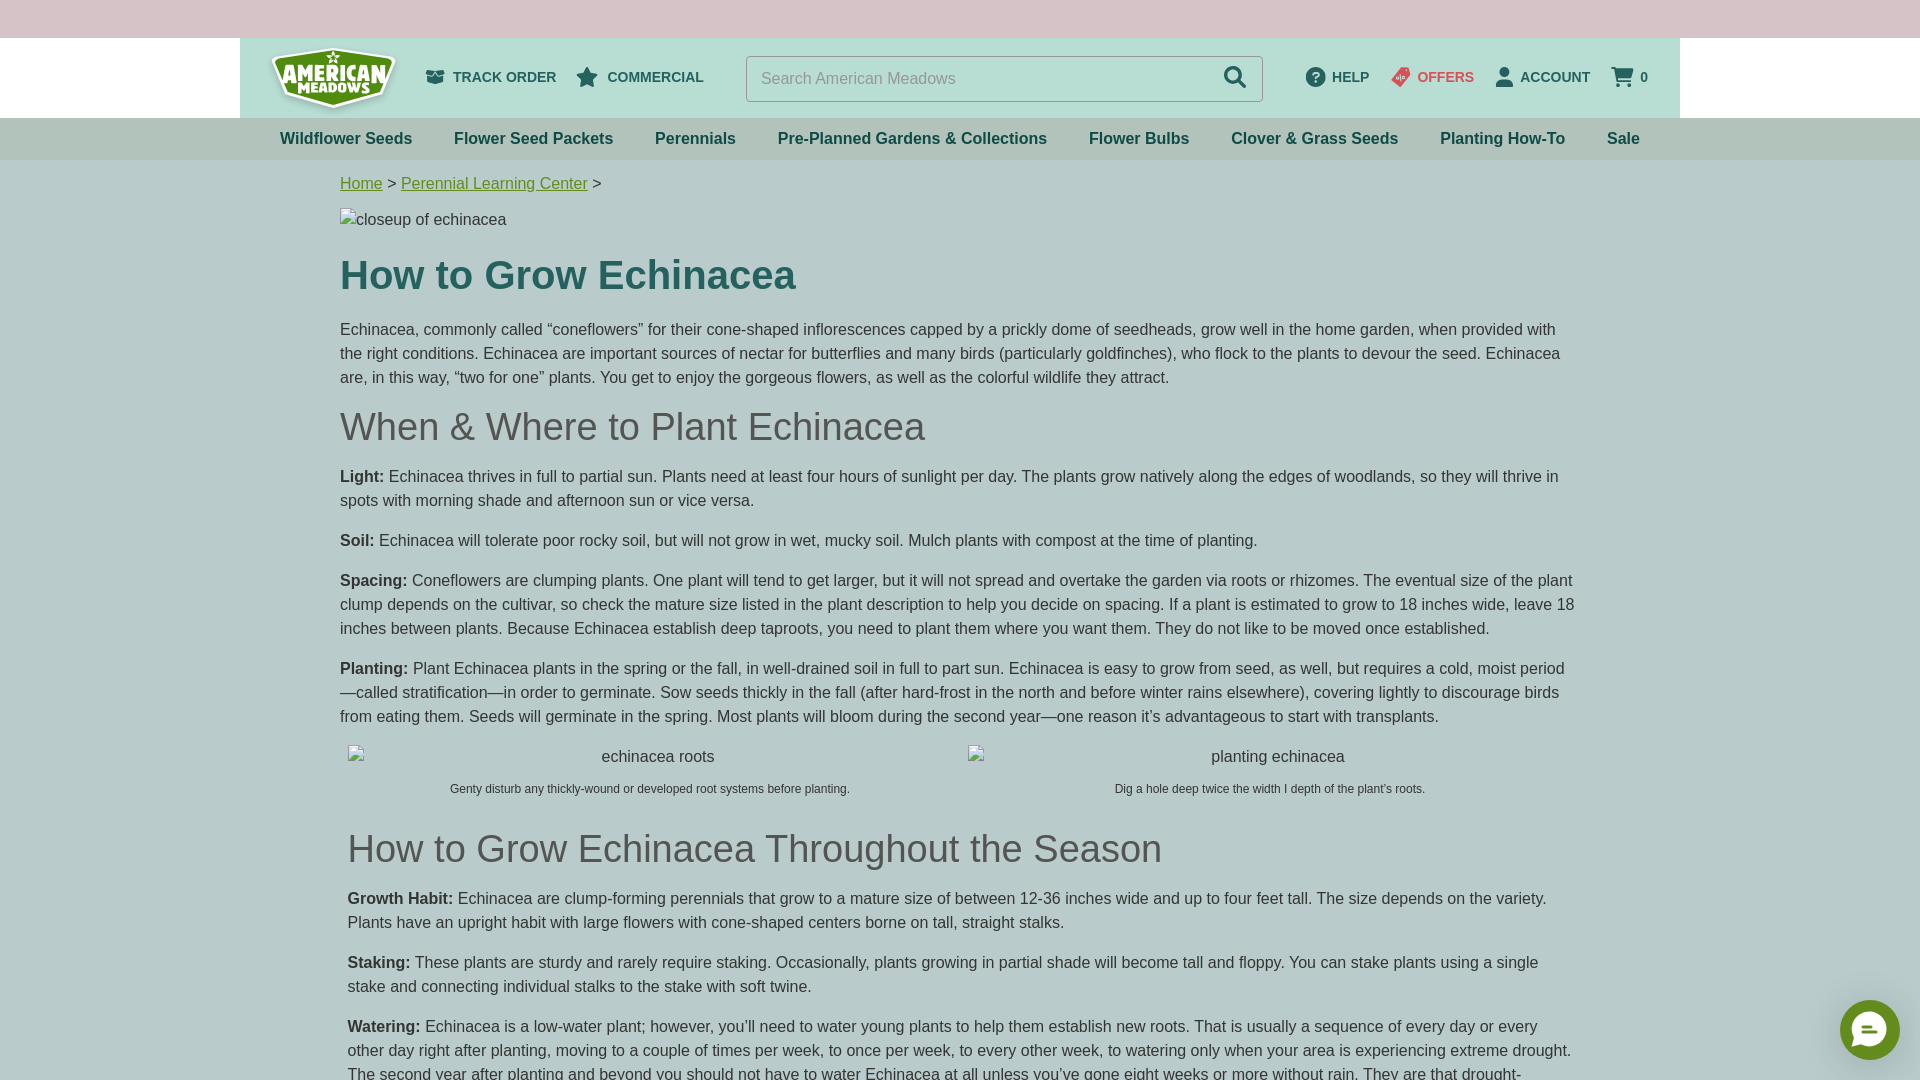 AMERICAN
MEADOWS
TRACK ORDER
COMMERCIAL
Search American Meadows
HELP
OFFERS
ACCOUNT
0
Wildflower Seeds
Flower Seed Packets
Perennials
Pre-Planned Gardens & Collections
Flower Bulbs
Clover & Grass Seeds
Planting How-To
Sale
Home > Perennial Learning Center >
closeup of echinacea
How to Grow Echinacea
Echinacea, commonly called “coneflowers” for their cone-shaped inflorescences capped by a prickly dome of seedheads, grow well in the home garden, when provided with
the right conditions. Echinacea are important sources of nectar for butterflies and many birds (particularly goldfinches), who flock to the plants to devour the seed. Echinacea
are, in this way, “two for one” plants. You get to enjoy the gorgeous flowers, as well as the colorful wildlife they attract.
When & Where to Plant Echinacea
Light: Echinacea thrives in full to partial sun. Plants need at least four hours of sunlight per day. The plants grow natively along the edges of woodlands, so they will thrive in
spots with morning shade and afternoon sun or vice versa.
Soil: Echinacea will tolerate poor rocky soil, but will not grow in wet, mucky soil. Mulch plants with compost at the time of planting.
Spacing: Coneflowers are clumping plants. One plant will tend to get larger, but it will not spread and overtake the garden via roots or rhizomes. The eventual size of the plant
clump depends on the cultivar, so check the mature size listed in the plant description to help you decide on spacing. If a plant is estimated to grow to 18 inches wide, leave 18
inches between plants. Because Echinacea establish deep taproots, you need to plant them where you want them. They do not like to be moved once established.
Planting: Plant Echinacea plants in the spring or the fall, in well-drained soil in full to part sun. Echinacea is easy to grow from seed, as well, but requires a cold, moist period
—called stratification—in order to germinate. Sow seeds thickly in the fall (after hard-frost in the north and before winter rains elsewhere), covering lightly to discourage birds
from eating them. Seeds will germinate in the spring. Most plants will bloom during the second year—one reason it’s advantageous to start with transplants.
echinacea roots
planting echinacea
Genty disturb any thickly-wound or developed root systems before planting.
Dig a hole deep twice the width I depth of the plant’s roots.
How to Grow Echinacea Throughout the Season
Growth Habit: Echinacea are clump-forming perennials that grow to a mature size of between 12-36 inches wide and up to four feet tall. The size depends on the variety.
Plants have an upright habit with large flowers with cone-shaped centers borne on tall, straight stalks.
Staking: These plants are sturdy and rarely require staking. Occasionally, plants growing in partial shade will become tall and floppy. You can stake plants using a single
stake and connecting individual stalks to the stake with soft twine.
Watering: Echinacea is a low-water plant; however, you’ll need to water young plants to help them establish new roots. That is usually a sequence of every day or every
other day right after planting, moving to a couple of times per week, to once per week, to every other week, to watering only when your area is experiencing extreme drought.
The second year after planting and beyond you should not have to water Echinacea at all unless you’ve gone eight weeks or more without rain. They are that drought-